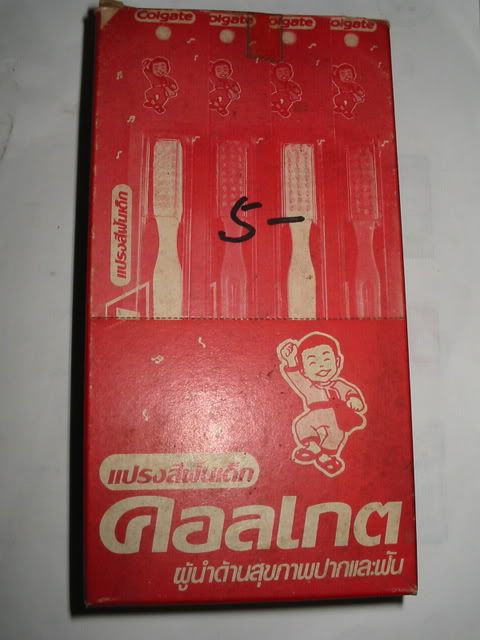 Colgate
olgate
Colgate
olgate
แปรงสีฟันเด็ก
5-
แปรงสีฟันเด็ก
คอลเกต
ผู้นำด้านสุขภาพปากและฟัน